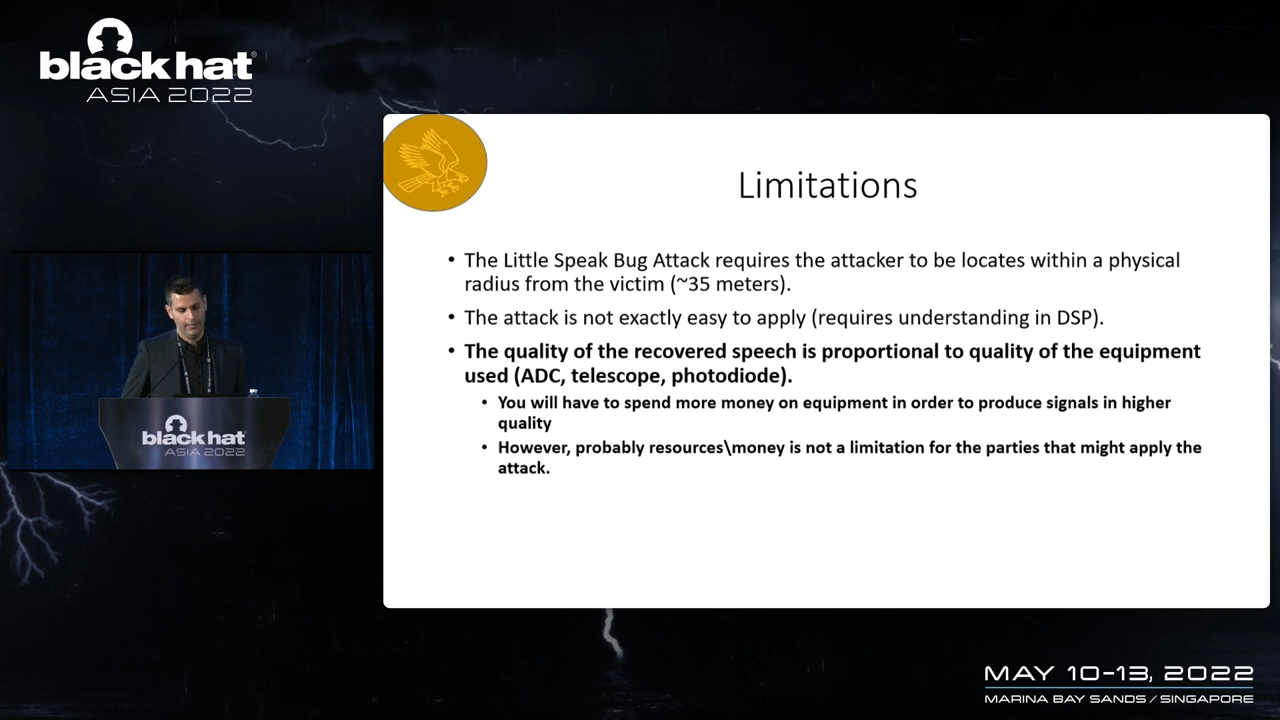 black hat®
ASIA 2022
Limitations
• The Little Speak Bug Attack requires the attacker to be locates within a physical
radius from the victim (~35 meters).
• The attack is not exactly easy to apply (requires understanding in DSP).
• The quality of the recovered speech is proportional to quality of the equipment
used (ADC, telescope, photodiode).
• You will have to spend more money on equipment in order to produce signals in higher
quality
• However, probably resources\money is not a limitation for the parties that might apply the
attack.
black hat
ASIA 2022
MAY 10-13, 2022
MARINA BAY SANDS / SINGAPORE